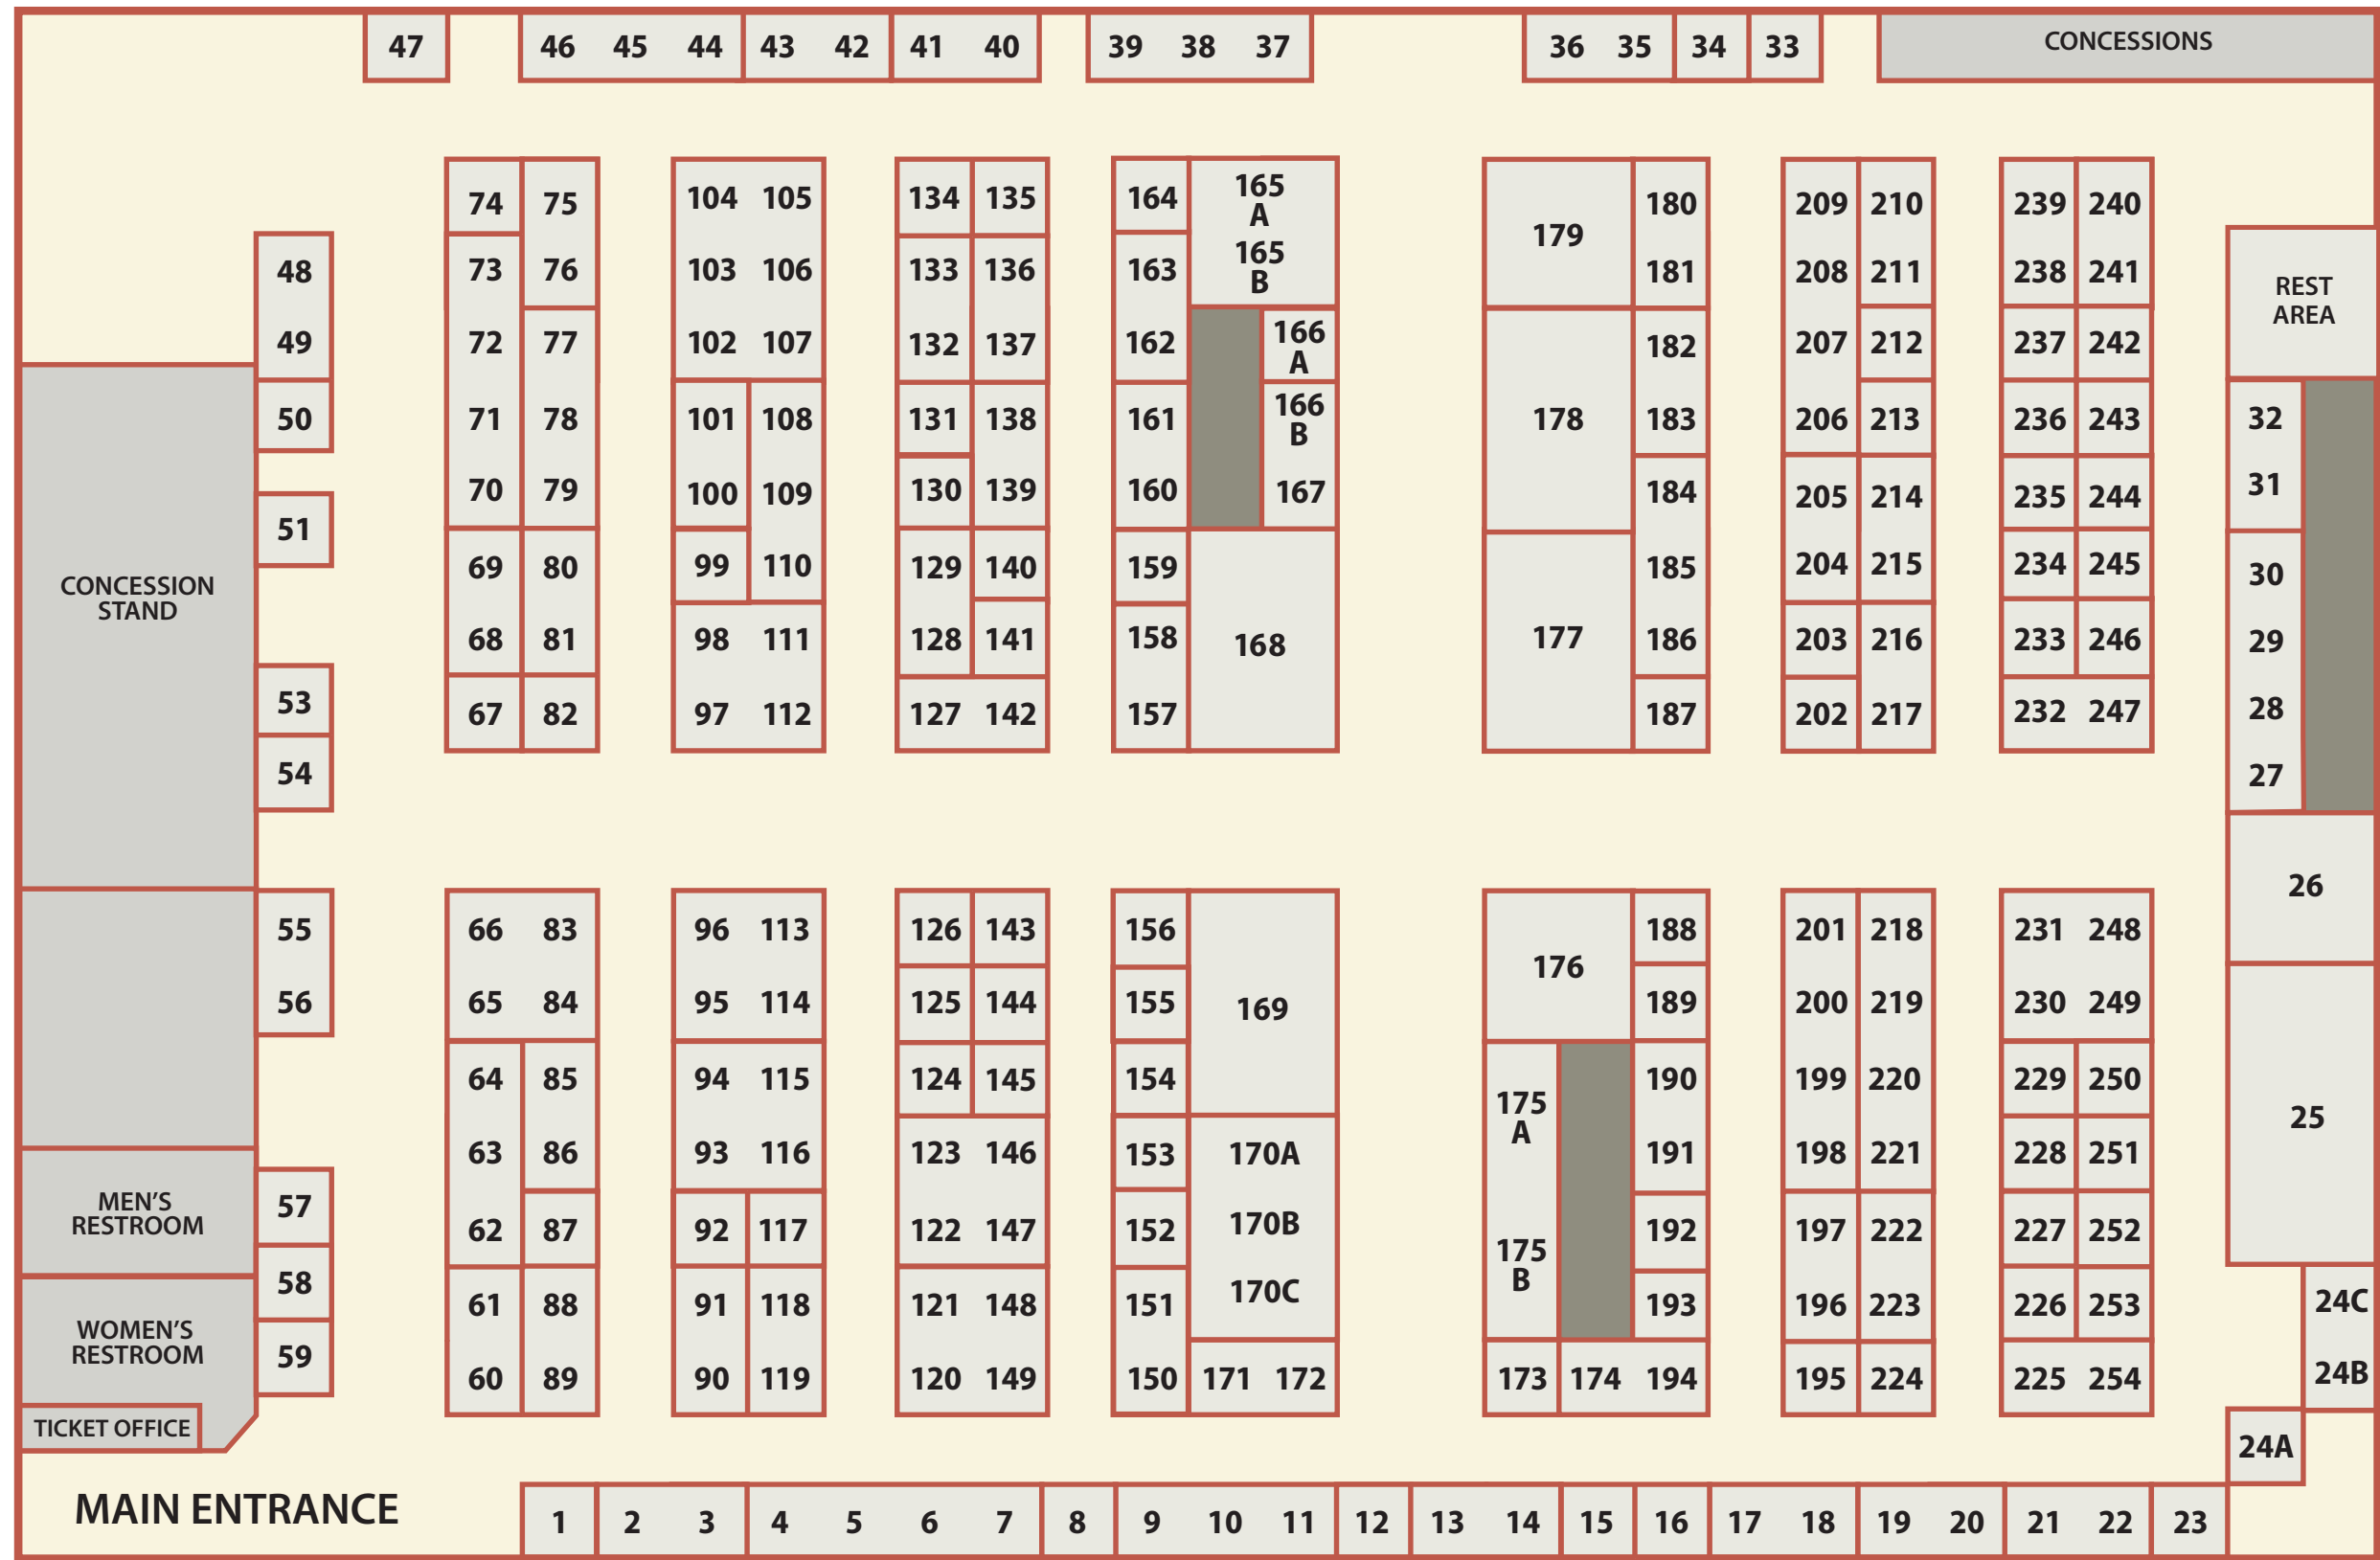 47 46 45 44 43 42 41 40 39 38 37 36 35 34 33 CONCESSIONS
74 75 104 105 134 135 164 165 A 179 180 209 210 239 240
48 73 76 103 106 133 136 163 165 B 181 208 211 238 241 REST AREA
49 72 77 102 107 132 137 162 166 A 182 207 212 237 242
50 71 78 101 108 131 138 161 166 B 178 183 206 213 236 243 32
51 70 79 100 109 130 139 160 167 184 205 214 235 244 31
CONCESSION STAND
69 80 99 110 129 140 159 185 204 215 234 245 30
68 81 98 111 128 141 158 168 177 186 203 216 233 246 29
53 67 82 97 112 127 142 157 187 202 217 232 247 28
54 27
26
55 66 83 96 113 126 143 156 176 188 201 218 231 248
56 65 84 95 114 125 144 155 169 189 200 219 230 249
64 85 94 115 124 145 154 175 A 190 199 220 229 250 25
63 86 93 116 123 146 153 170A 191 198 221 228 251
MEN'S RESTROOM
57 62 87 92 117 122 147 152 170B 175 B 192 197 222 227 252
58 61 88 91 118 121 148 151 170C 193 196 223 226 253 24C
WOMEN'S RESTROOM
59 60 89 90 119 120 149 150 171 172 173 174 194 195 224 225 254 24B
TICKET OFFICE
24A
MAIN ENTRANCE
1 2 3 4 5 6 7 8 9 10 11 12 13 14 15 16 17 18 19 20 21 22 23